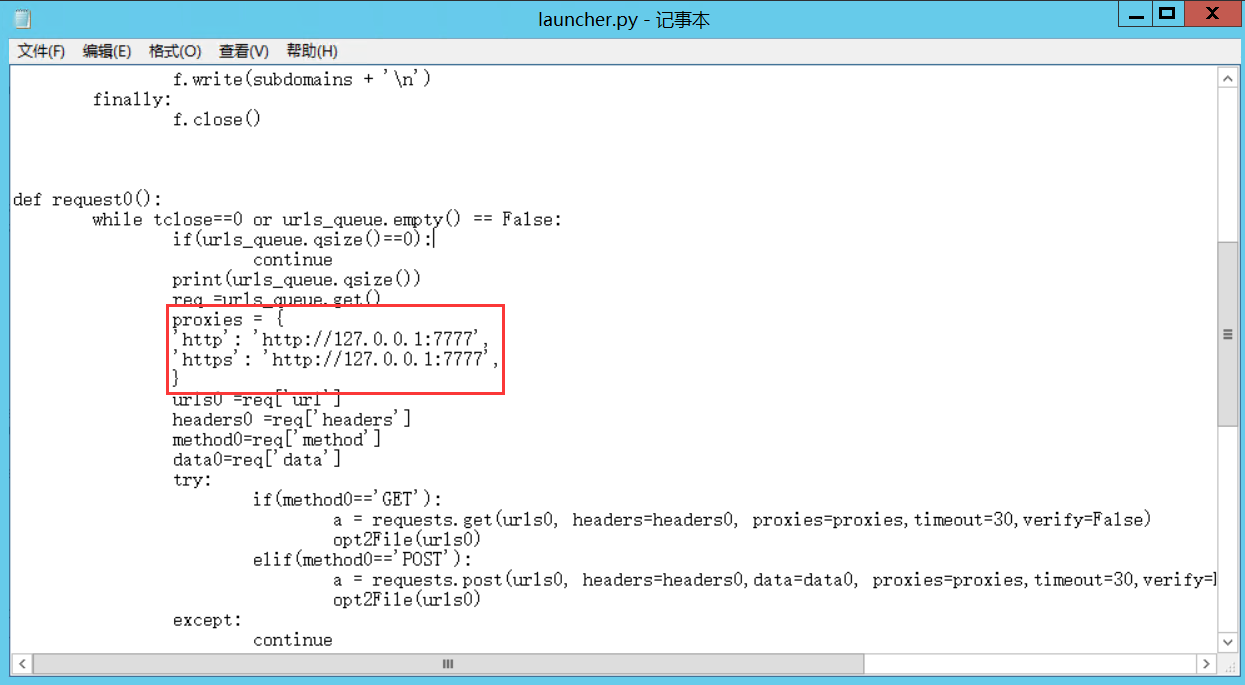 launcher.py - 记事本
文件(F) 编辑(E) 格式(O) 查看(V) 帮助(H)
f.write(subdomains + '\n')
finally:
f.close()
def request0():
while tclose==0 or urls_queue.empty() == False:
if(urls_queue.qsize()==0):
continue
print(urls_queue.qsize())
req =urls_queue.get()
proxies = {
'http': 'http://127.0.0.1:7777',
'https': 'http://127.0.0.1:7777',
}
urls0 =req['url']
headers0 =req['headers']
method0=req['method']
data0=req['data']
try:
if(method0=='GET'):
a = requests.get(urls0, headers=headers0, proxies=proxies,timeout=30,verify=False)
opt2File(urls0)
elif(method0=='POST'):
a = requests.post(urls0, headers=headers0,data=data0, proxies=proxies,timeout=30,verify=
opt2File(urls0)
except:
continue